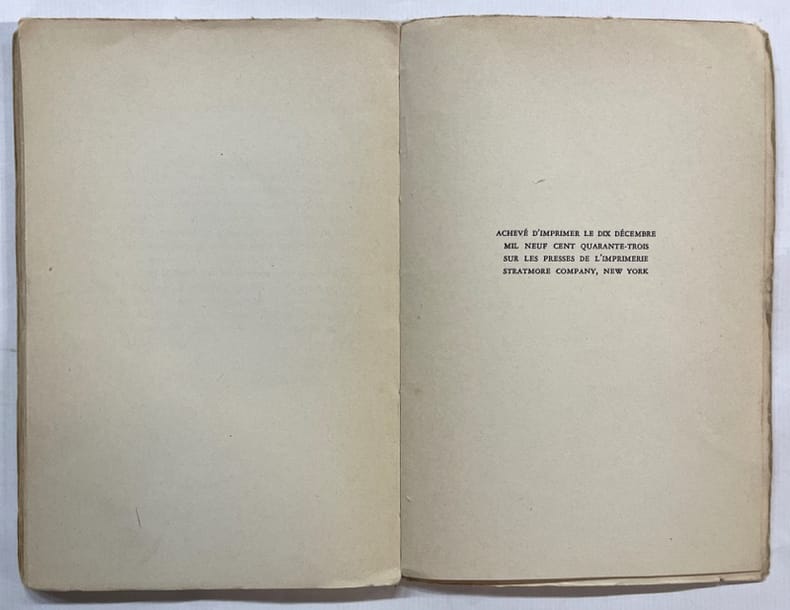 ACHEVÉ D'IMPRIMER LE DIX DÉCEMBRE
MIL NEUF CENT QUARANTE-TROIS
SUR LES PRESSES DE L'IMPRIMERIE
STRATMORE COMPANY, NEW YORK